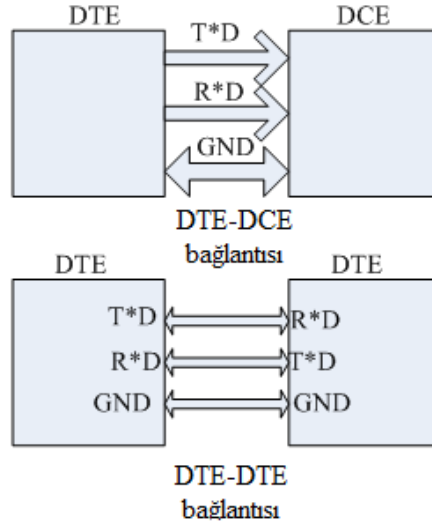 DTE DCE
T*D
R*D
GND
DTE-DCE
bağlantısı
DTE DTE
T*D R*D
R*D T*D
GND GND
DTE-DTE
bağlantısı